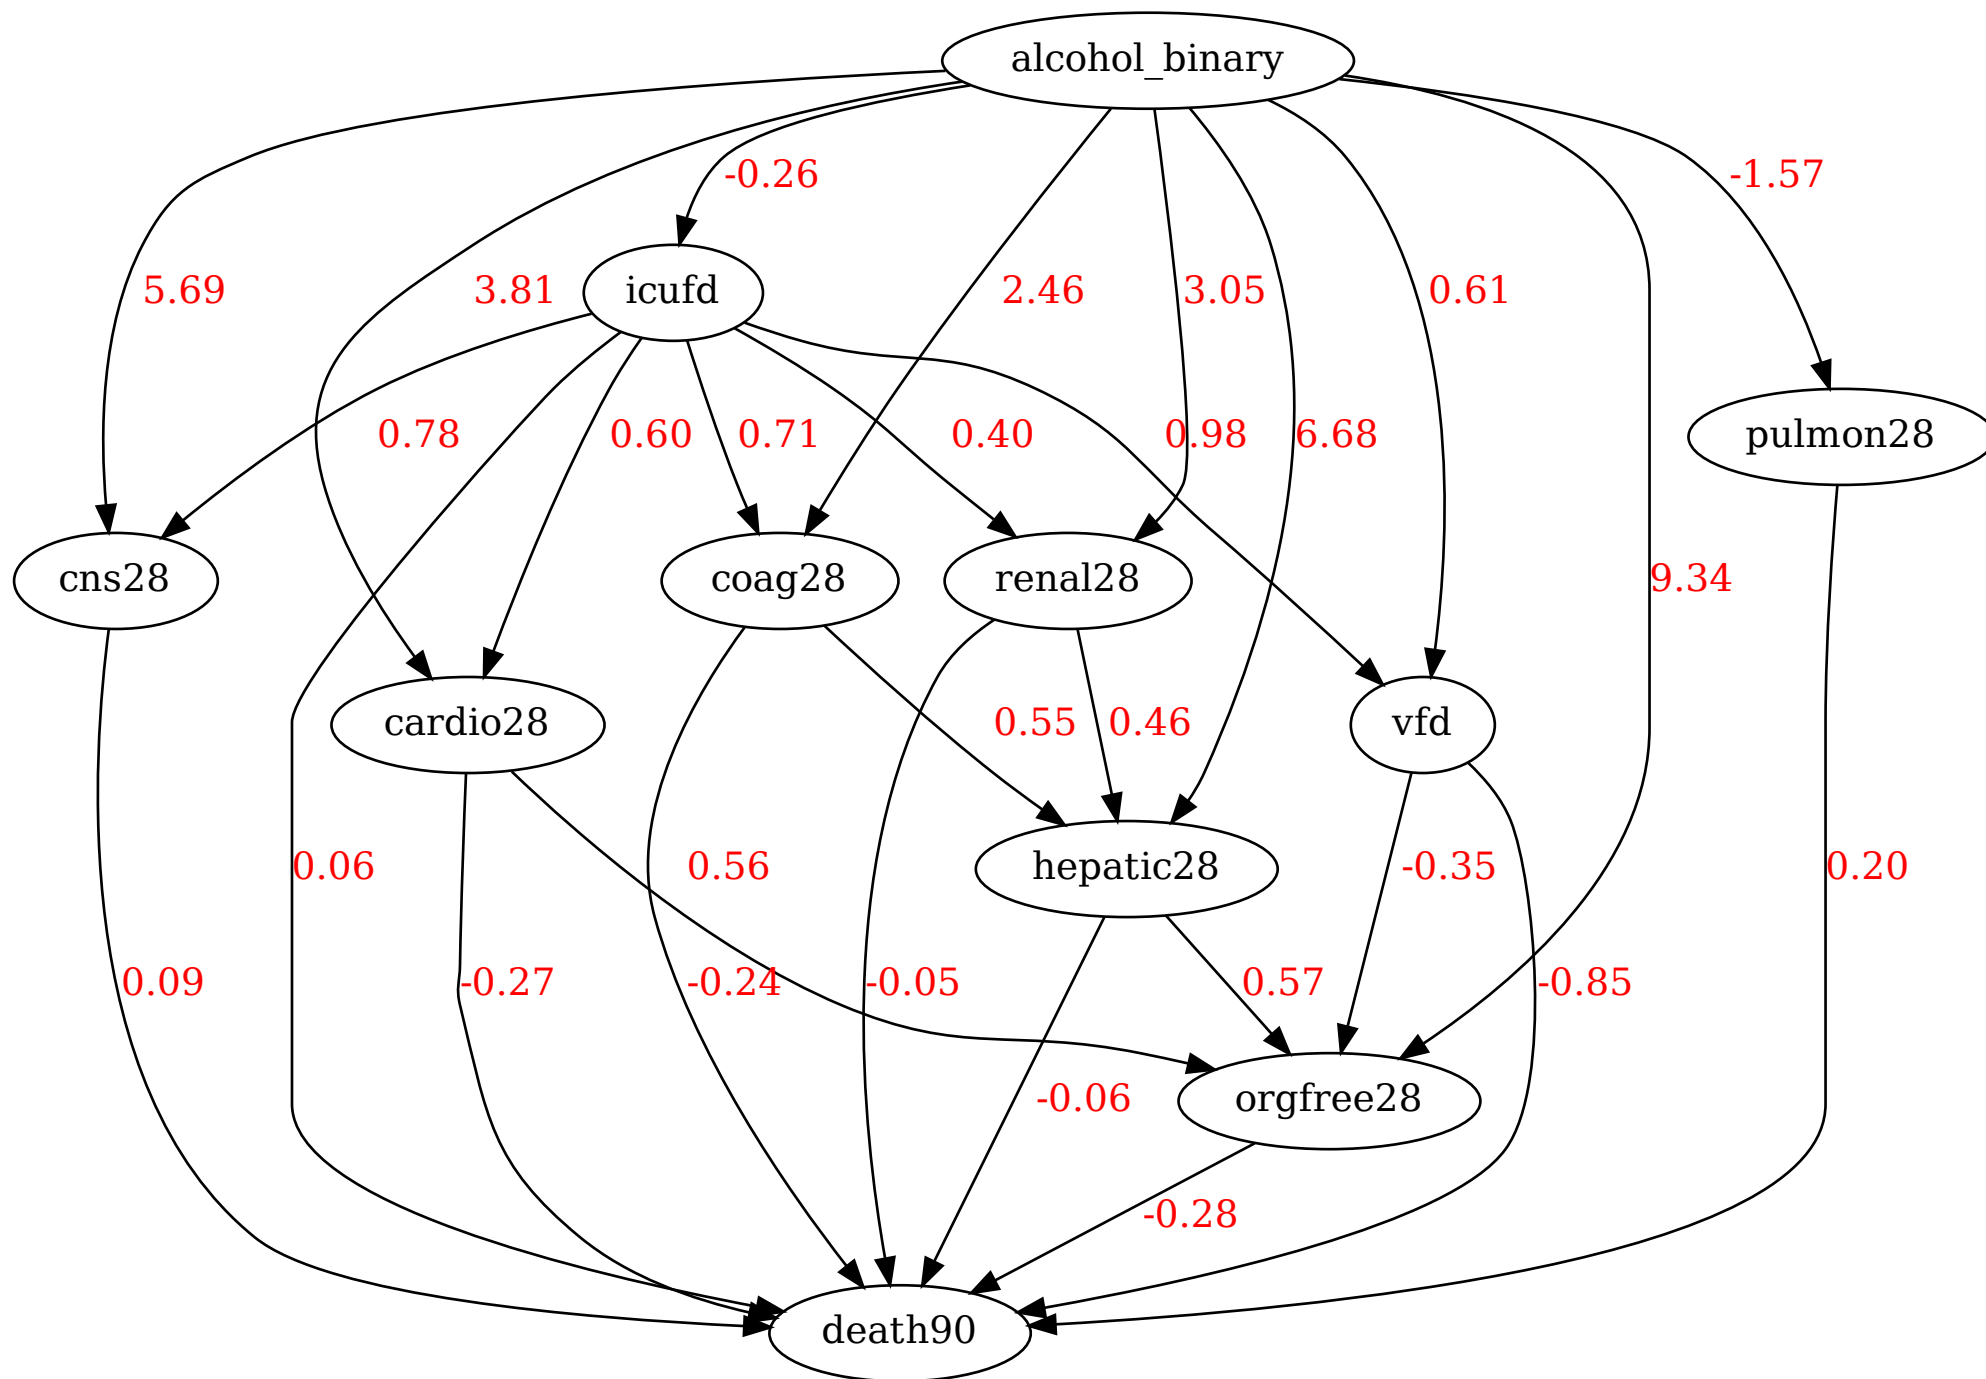 alcohol_binary
-0.26
-1.57
5.69
3.81
icufd
2.46
3.05
0.61
0.78
0.60
0.71
0.40
0.98
6.68
pulmon28
cns28
coag28
renal28
9.34
cardio28
0.55
0.46
vfd
0.06
0.56
hepatic28
-0.35
0.20
0.09
-0.27
-0.24
-0.05
0.57
-0.85
-0.06
orgfree28
-0.28
death90